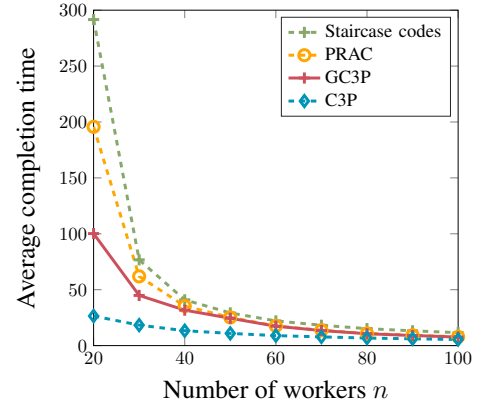 300
250
200
150
100
50
0
Average completion time
Staircase codes
PRAC
GC3P
C3P
20 40 60 80 100
Number of workers n